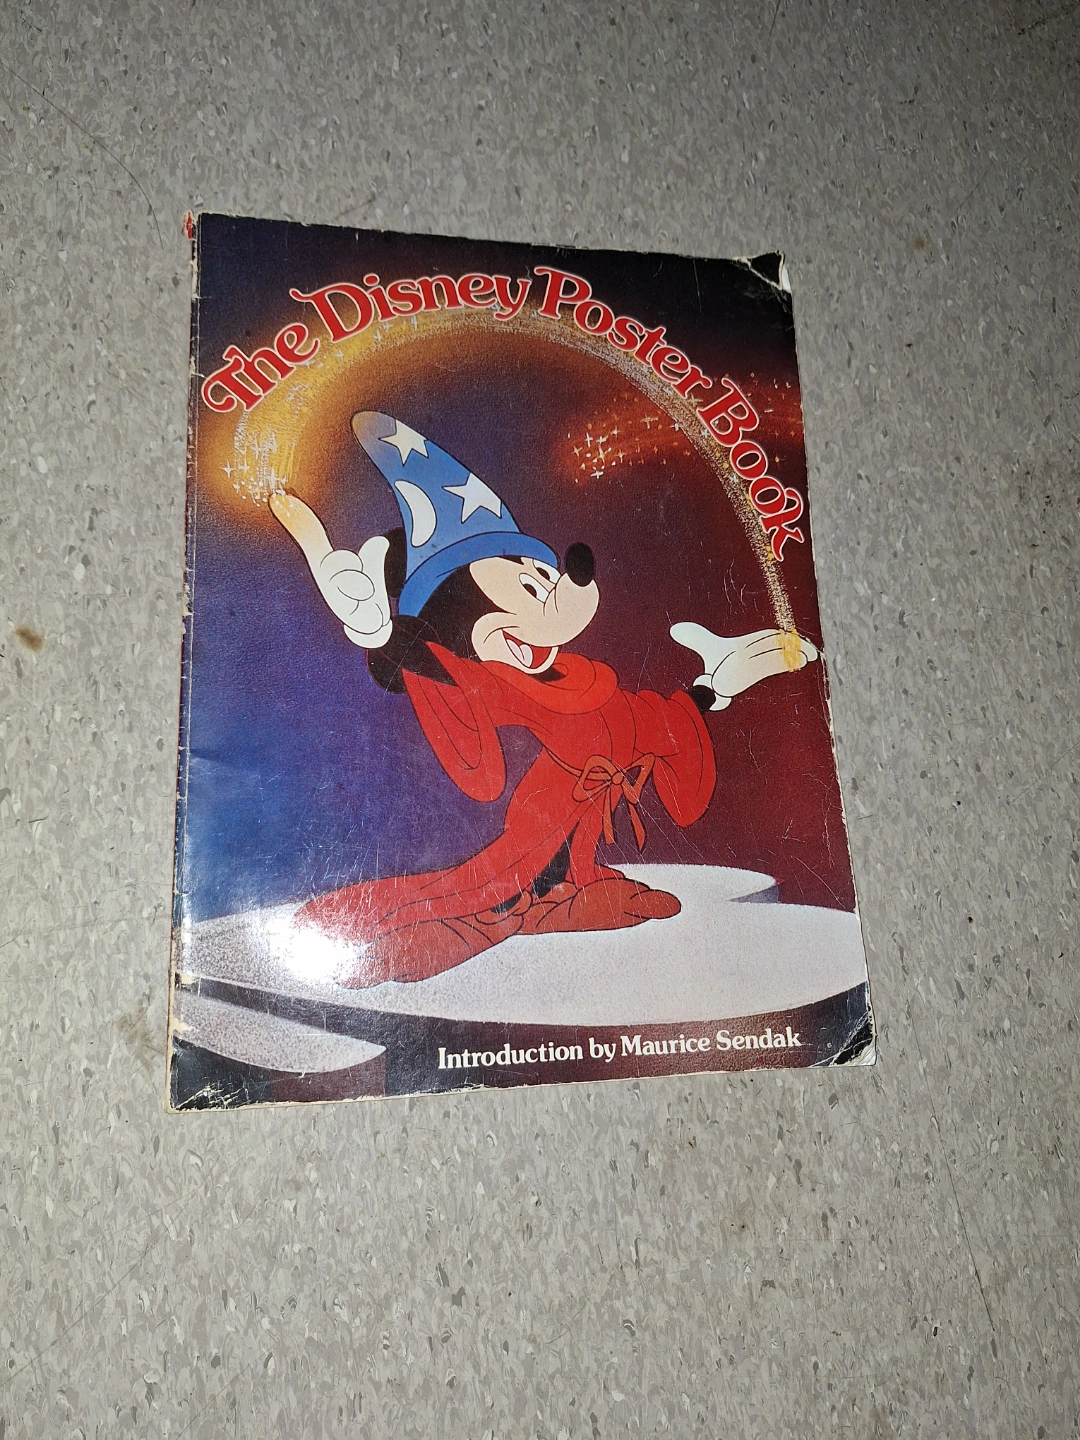 The Disney Poster Book
Introduction by Maurice Sendak